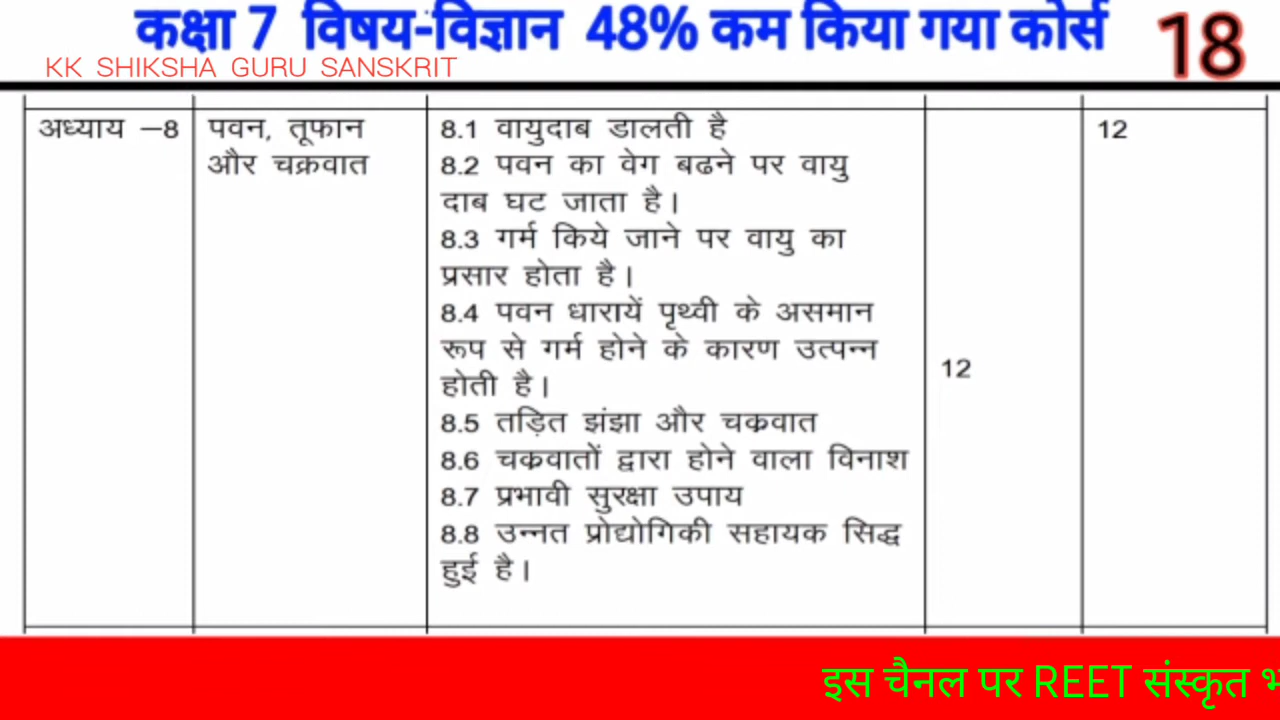 कक्षा 7 विषय-विज्ञान 48% कम किया गया कोर्स
18
KK SHIKSHA GURU SANSKRIT
अध्याय –8
पवन, तूफान
और चक्रवात
8.1 वायुदाब डालती है
8.2 पवन का वेग बढने पर वायु
दाब घट जाता है।
8.3 गर्म किये जाने पर वायु का
प्रसार होता है।
8.4 पवन धारायें पृथ्वी के असमान
रूप से गर्म होने के कारण उत्पन्न
होती है।
8.5 तड़ित झंझा और चक्रवात
8.6 चक्रवातों द्वारा होने वाला विनाश
8.7 प्रभावी सुरक्षा उपाय
8.8 उन्नत प्रोद्योगिकी सहायक सिद्ध
हुई है।
12
12
इस चैनल पर REET संस्कृत